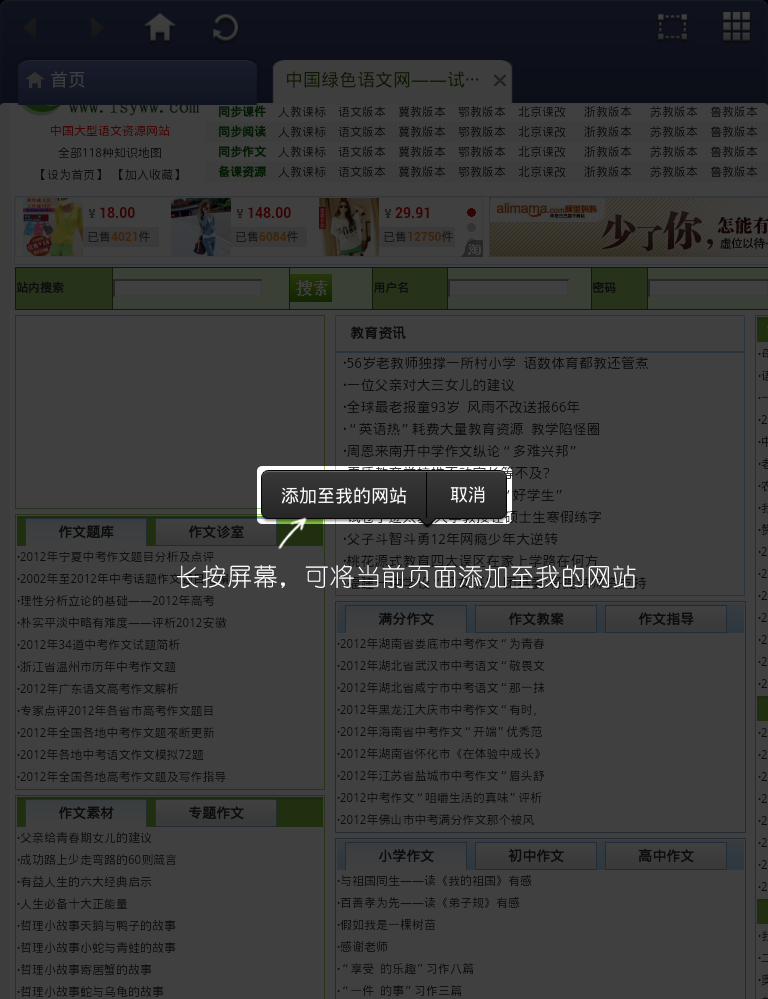 首页
中国绿色语文网——试…
同步课件 人教课标 语文版本 冀教版本 鄂教版本 北京课改 浙教版本 苏教版本 鲁教版本
中国大型语文资源网站
同步阅读 人教课标 语文版本 冀教版本 鄂教版本 北京课改 浙教版本 苏教版本 鲁教版本
全部118种知识地图
同步作文 人教课标 语文版本 冀教版本 鄂教版本 北京课改 浙教版本 苏教版本 鲁教版本
【设为首页】 【加入收藏】
备课资源 人教课标 语文版本 冀教版本 鄂教版本 北京课改 浙教版本 苏教版本 鲁教版本
¥ 18.00
已售4021件
¥ 148.00
已售6084件
¥ 29.91
已售12750件
淘
alimama.com 阿里妈妈
少了你，怎能有
虚位以待
站内搜索 搜索 用户名 密码
教育资讯
·56岁老教师独撑一所村小学 语数体育都教还管煮
·一位父亲对大三女儿的建议
·全球最老报童93岁 风雨不改送报66年
·“英语热”耗费大量教育资源 教学陷怪圈
·周恩来南开中学作文纵论“多难兴邦”
等不及?
“好学生”
硕士生寒假练字
·父子斗智斗勇12年网瘾少年大逆转
·桃花源式教育四大误区在家上学路在何方
添加至我的网站 取消
长按屏幕，可将当前页面添加至我的网站
作文题库 作文诊室
·2012年宁夏中考作文题目分析及点评
·2002年至2012年中考话题作文
·理性分析立论的基础——2012年高考
·朴实平淡中略有难度——评析2012安徽
·2012年34道中考作文试题简析
·浙江省温州市历年中考作文题
·2012年广东语文高考作文解析
·专家点评2012年各省市高考作文题目
·2012年全国各地中考作文题不断更新
·2012年各地中考语文作文模拟72题
·2012年全国各地高考作文题及写作指导
满分作文 作文教案 作文指导
·2012年湖南省娄底市中考作文“为青春
·2012年湖北省武汉市中考语文“敬畏文
·2012年湖北省咸宁市中考语文“那一抹
·2012年黑龙江大庆市中考作文“有时,
·2012年海南省中考作文“开端”优秀范
·2012年湖南省怀化市《在体验中成长》
·2012年江苏省盐城市中考作文“眉头舒
·2012中考作文“咀嚼生活的真味”评析
·2012年佛山市中考满分作文那个被风
作文素材 专题作文
·父亲给青春期女儿的建议
·成功路上少走弯路的60则箴言
·有益人生的六大经典启示
·人生必备十大正能量
·哲理小故事天鹅与鸭子的故事
·哲理小故事小蛇与青蛙的故事
·哲理小故事寄居蟹的故事
·哲理小故事蛇与乌龟的故事
小学作文 初中作文 高中作文
·与祖国同生——读《我的祖国》有感
·百善孝为先——读《弟子规》有感
·假如我是一棵树苗
·感谢老师
·“享受 的乐趣”习作八篇
·“一件 的事”习作三篇